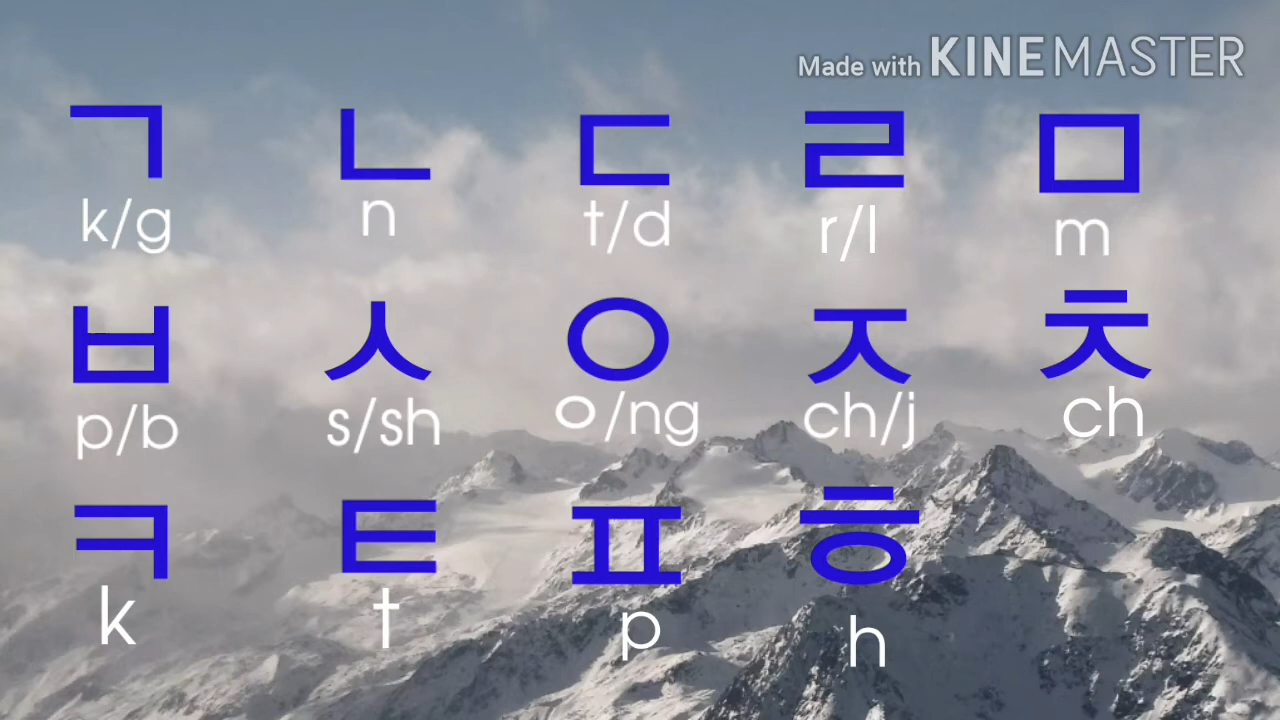 Made with KINEMASTER
ㄱ ㄴ ㄷ ㄹ ㅁ
k/g n t/d r/l m
ㅂ ㅅ ㅇ ㅈ ㅊ
p/b s/sh o/ng ch/j ch
ㅋ ㅌ ㅍ ㅎ
k t p h